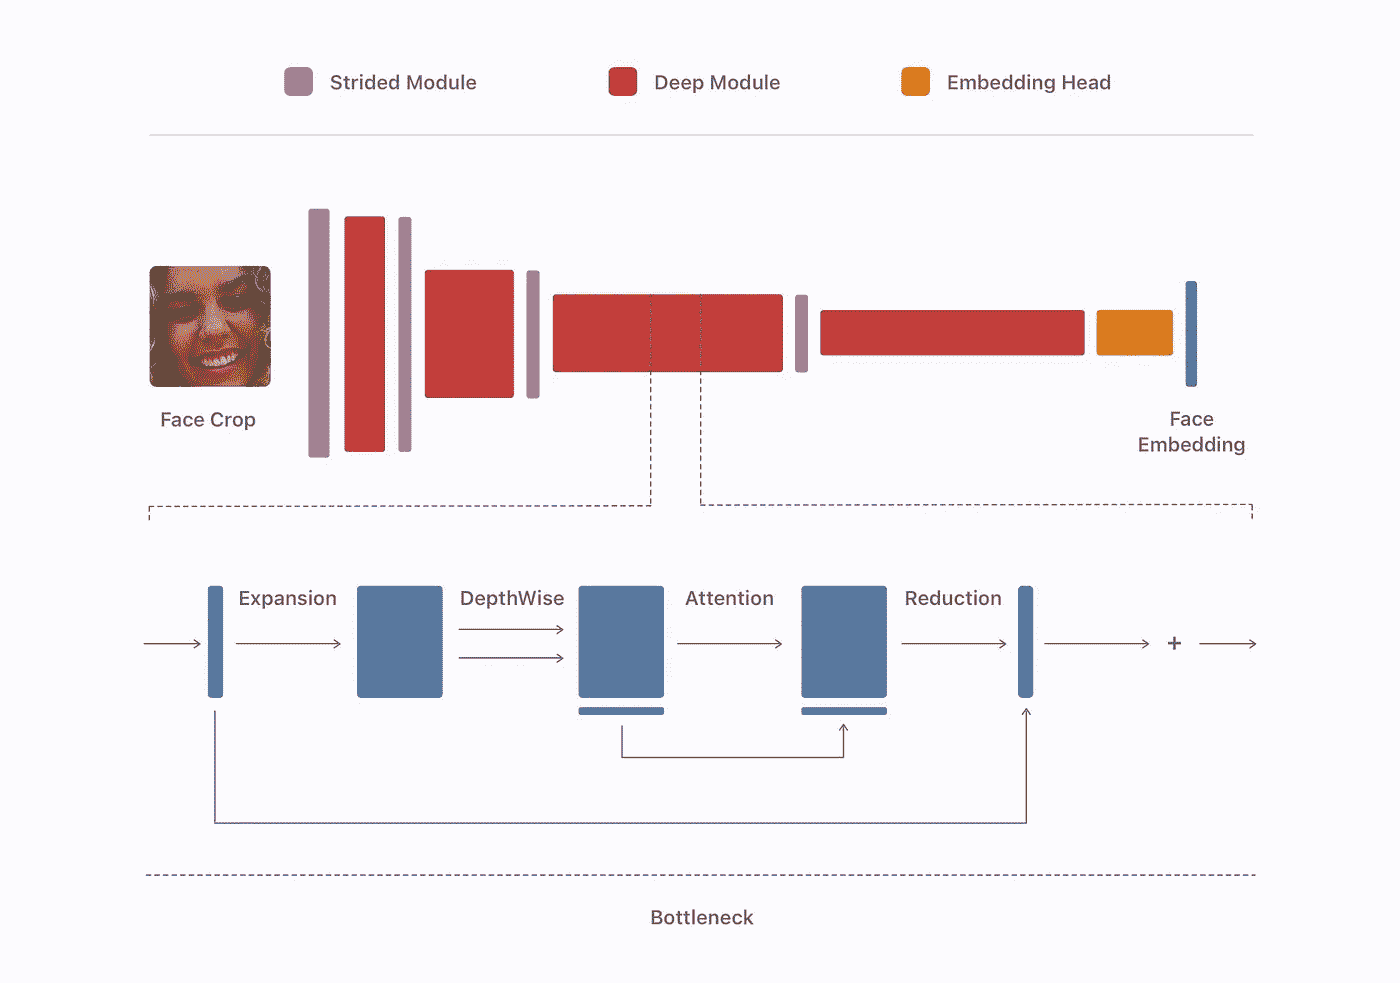 Strided Module
Deep Module
Embedding Head
Face Crop
Face
Embedding
Expansion
DepthWise
Attention
Reduction
+
Bottleneck